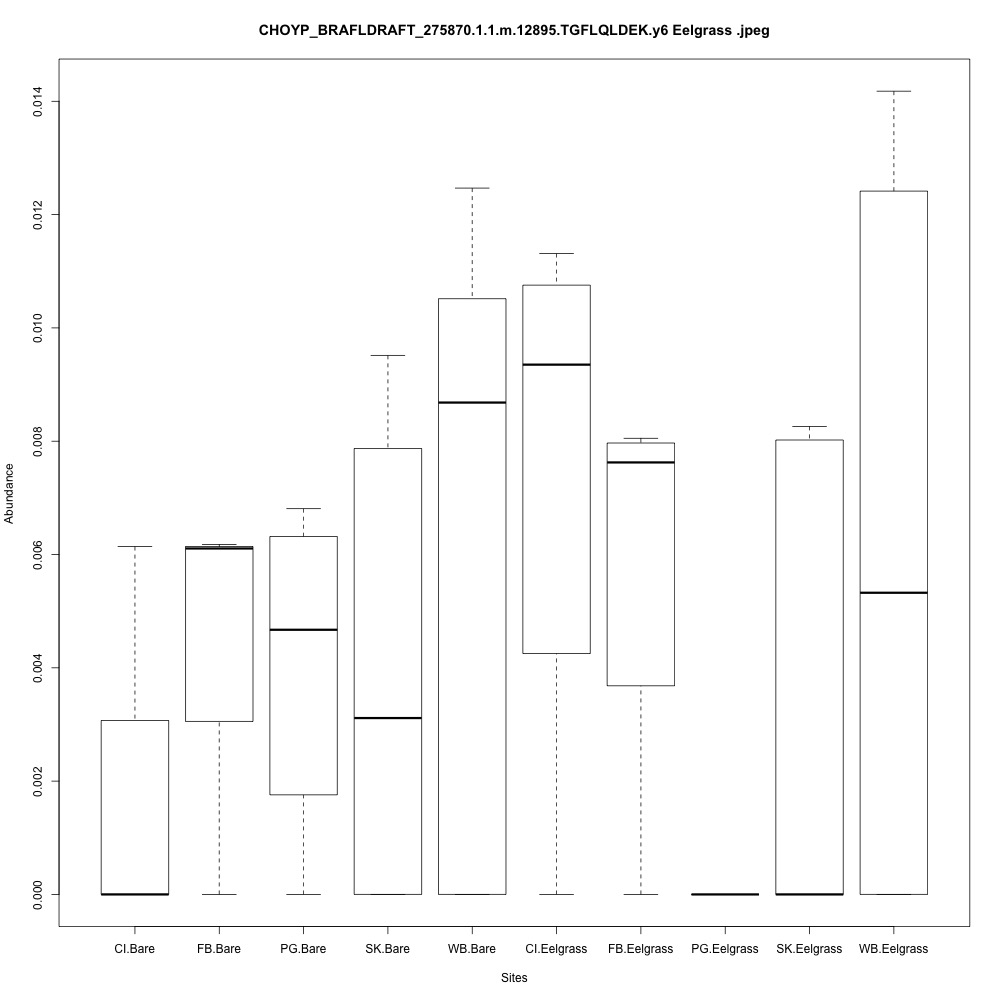 CHOYP_BRAFLDRAFT_275870.1.1.m.12895.TGFLQLDEK.y6 Eelgrass .jpeg
0.014
0.012
0.010
0.008
0.006
0.004
0.002
0.000
Abundance
CI.Bare FB.Bare PG.Bare SK.Bare WB.Bare CI.Eelgrass FB.Eelgrass PG.Eelgrass SK.Eelgrass WB.Eelgrass
Sites